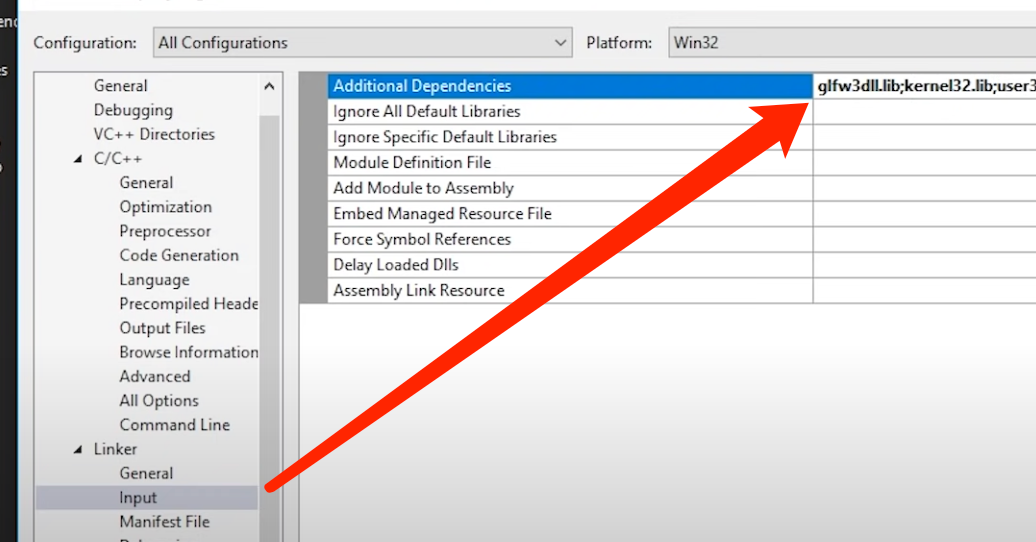 Configuration: All Configurations Platform: Win32
General
Debugging
VC++ Directories
C/C++
General
Optimization
Preprocessor
Code Generation
Language
Precompiled Heade
Output Files
Browse Information
Advanced
All Options
Command Line
Linker
General
Input
Manifest File
Additional Dependencies glfw3dll.lib;kernel32.lib;user3
Ignore All Default Libraries
Ignore Specific Default Libraries
Module Definition File
Add Module to Assembly
Embed Managed Resource File
Force Symbol References
Delay Loaded Dlls
Assembly Link Resource